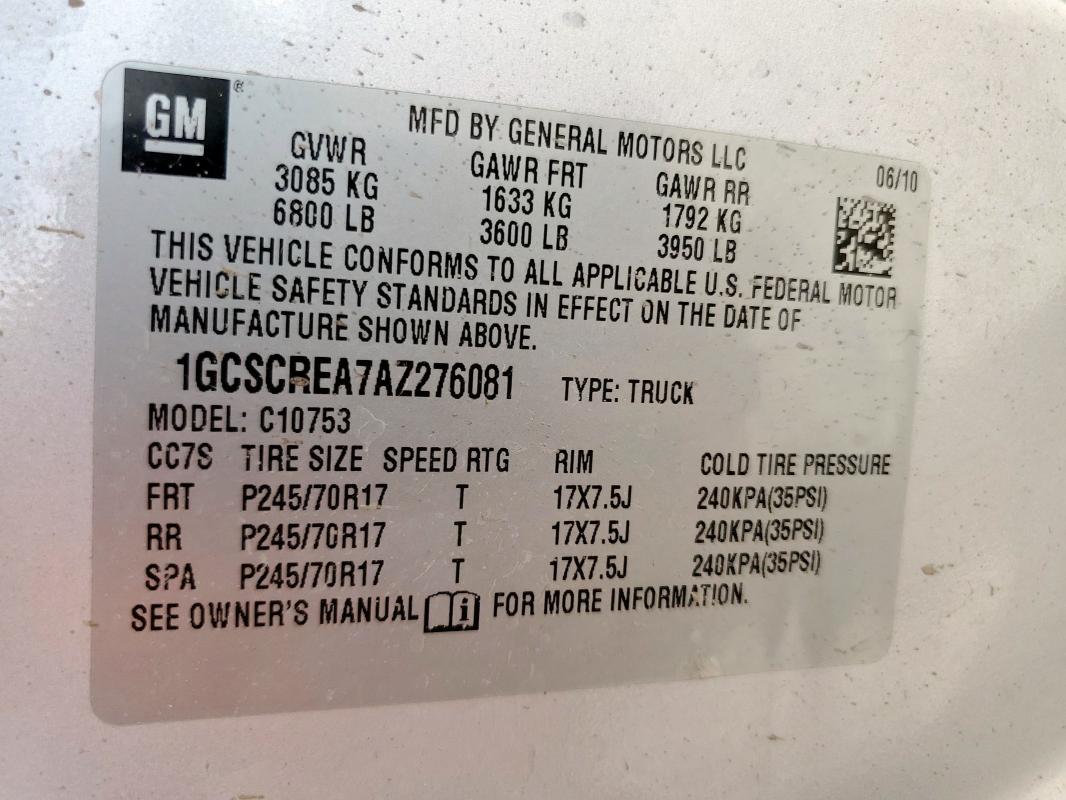 GM ®
MFD BY GENERAL MOTORS LLC
06/10
GVWR GAWR FRT GAWR RR
3085 KG 1633 KG 1792 KG
6800 LB 3600 LB 3950 LB
THIS VEHICLE CONFORMS TO ALL APPLICABLE U.S. FEDERAL MOTOR
VEHICLE SAFETY STANDARDS IN EFFECT ON THE DATE OF
MANUFACTURE SHOWN ABOVE.
1GCSCREA7AZ276081 TYPE: TRUCK
MODEL: C10753
CC7S TIRE SIZE SPEED RTG RIM COLD TIRE PRESSURE
FRT P245/70R17 T 17X7.5J 240KPA(35PSI)
RR P245/70R17 T 17X7.5J 240KPA(35PSI)
SPA P245/70R17 T 17X7.5J 240KPA(35PSI)
SEE OWNER'S MANUAL i FOR MORE INFORMATION.